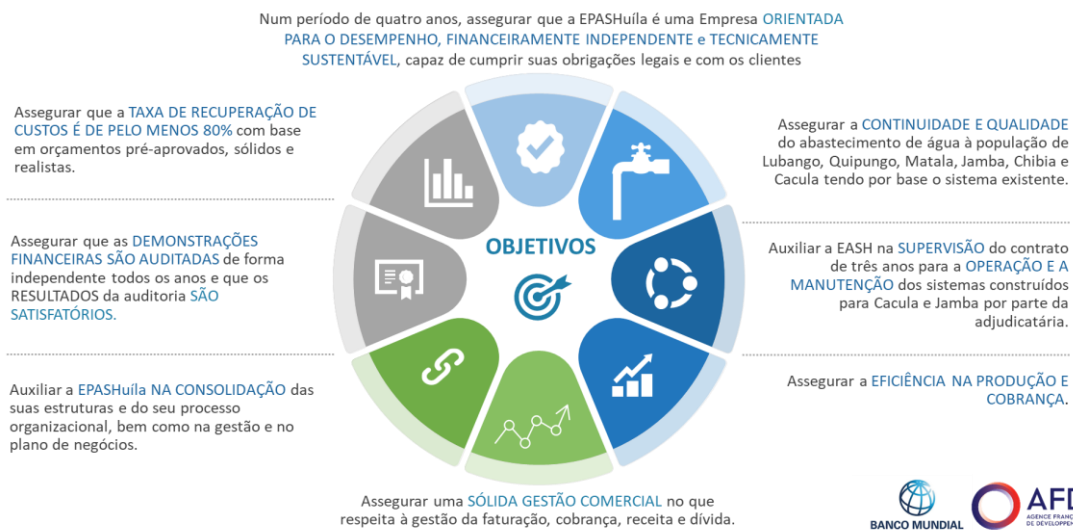 Num período de quatro anos, assegurar que a EPASHuíla é uma Empresa ORIENTADA
PARA O DESEMPENHO, FINANCEIRAMENTE INDEPENDENTE e TECNICAMENTE
SUSTENTÁVEL, capaz de cumprir suas obrigações legais e com os clientes
Assegurar que a TAXA DE RECUPERAÇÃO DE
CUSTOS É DE PELO MENOS 80% com base
em orçamentos pré-aprovados, sólidos e
realistas.
Assegurar a CONTINUIDADE E QUALIDADE
do abastecimento de água à população de
Lubango, Quipungo, Matala, Jamba, Chibia e
Cacula tendo por base o sistema existente.
Assegurar que as DEMONSTRAÇÕES
FINANCEIRAS SÃO AUDITADAS de forma
independente todos os anos e que os
RESULTADOS da auditoria SÃO
SATISFATÓRIOS.
OBJETIVOS
Auxiliar a EASH na SUPERVISÃO do contrato
de três anos para a OPERAÇÃO E A
MANUTENÇÃO dos sistemas construídos
para Cacula e Jamba por parte da
adjudicatária.
Auxiliar a EPASHuíla NA CONSOLIDAÇÃO das
suas estruturas e do seu processo
organizacional, bem como na gestão e no
plano de negócios.
Assegurar a EFICIÊNCIA NA PRODUÇÃO E
COBRANÇA.
Assegurar uma SÓLIDA GESTÃO COMERCIAL no que
respeita à gestão da faturação, cobrança, receita e dívida.
BANCO MUNDIAL
AFD
AGENCE FRANÇ
DE DÉVELOPPEMEN